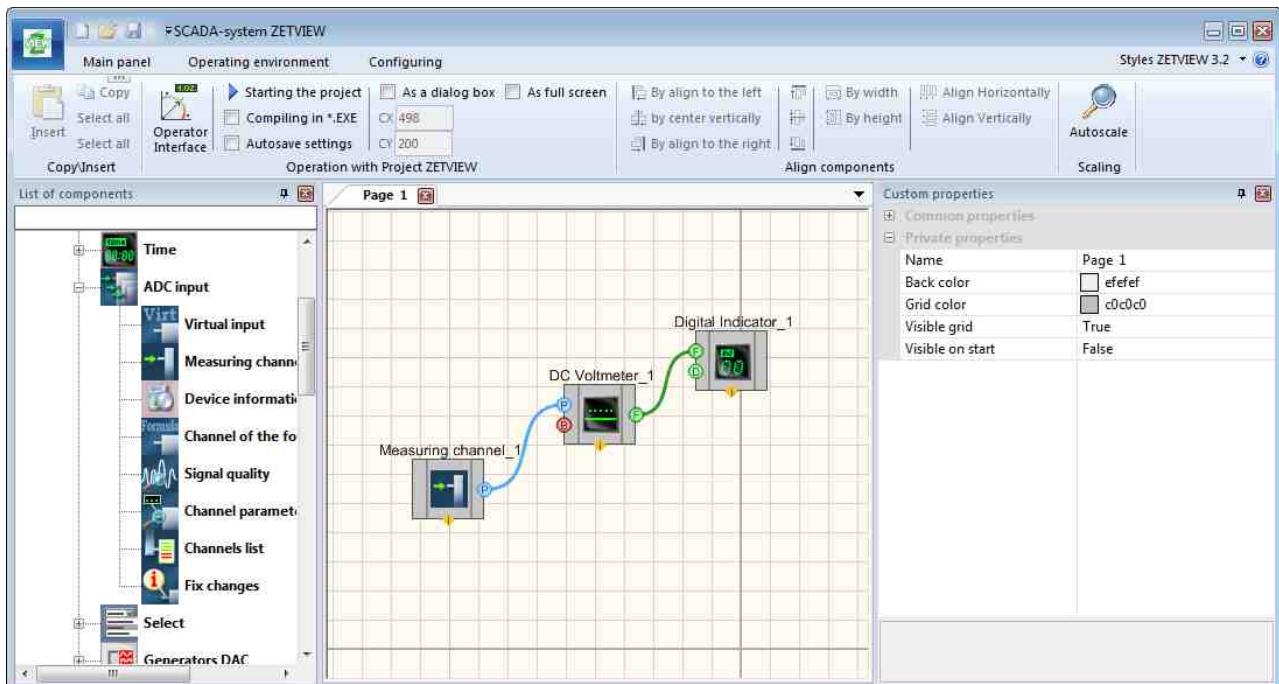 VIEW
SCADA-system ZETVIEW
Main panel Operating environment Configuring Styles ZETVIEW 3.2
Insert
Copy
Select all
Select all
Copy\Insert
1.02
Operator
Interface
Starting the project
Compiling in *.EXE
Autosave settings
As a dialog box As full screen
CX 498
CY 200
Operation with Project ZETVIEW
By align to the left
by center vertically
By align to the right
By width
By height
Align Horizontally
Align Vertically
Align components
Autoscale
Scaling
List of components
Time
ADC input
Virt
Virtual input
Measuring chann
Device informati
Formula
Channel of the fo
Signal quality
Channel paramet
Channels list
Fix changes
Select
Generators DAC
Page 1
Digital Indicator_1
F
D
DC Voltmeter_1
P
B
F
Measuring channel_1
P
Custom properties
Common properties
Private properties
Name Page 1
Back color efefef
Grid color c0c0c0
Visible grid True
Visible on start False